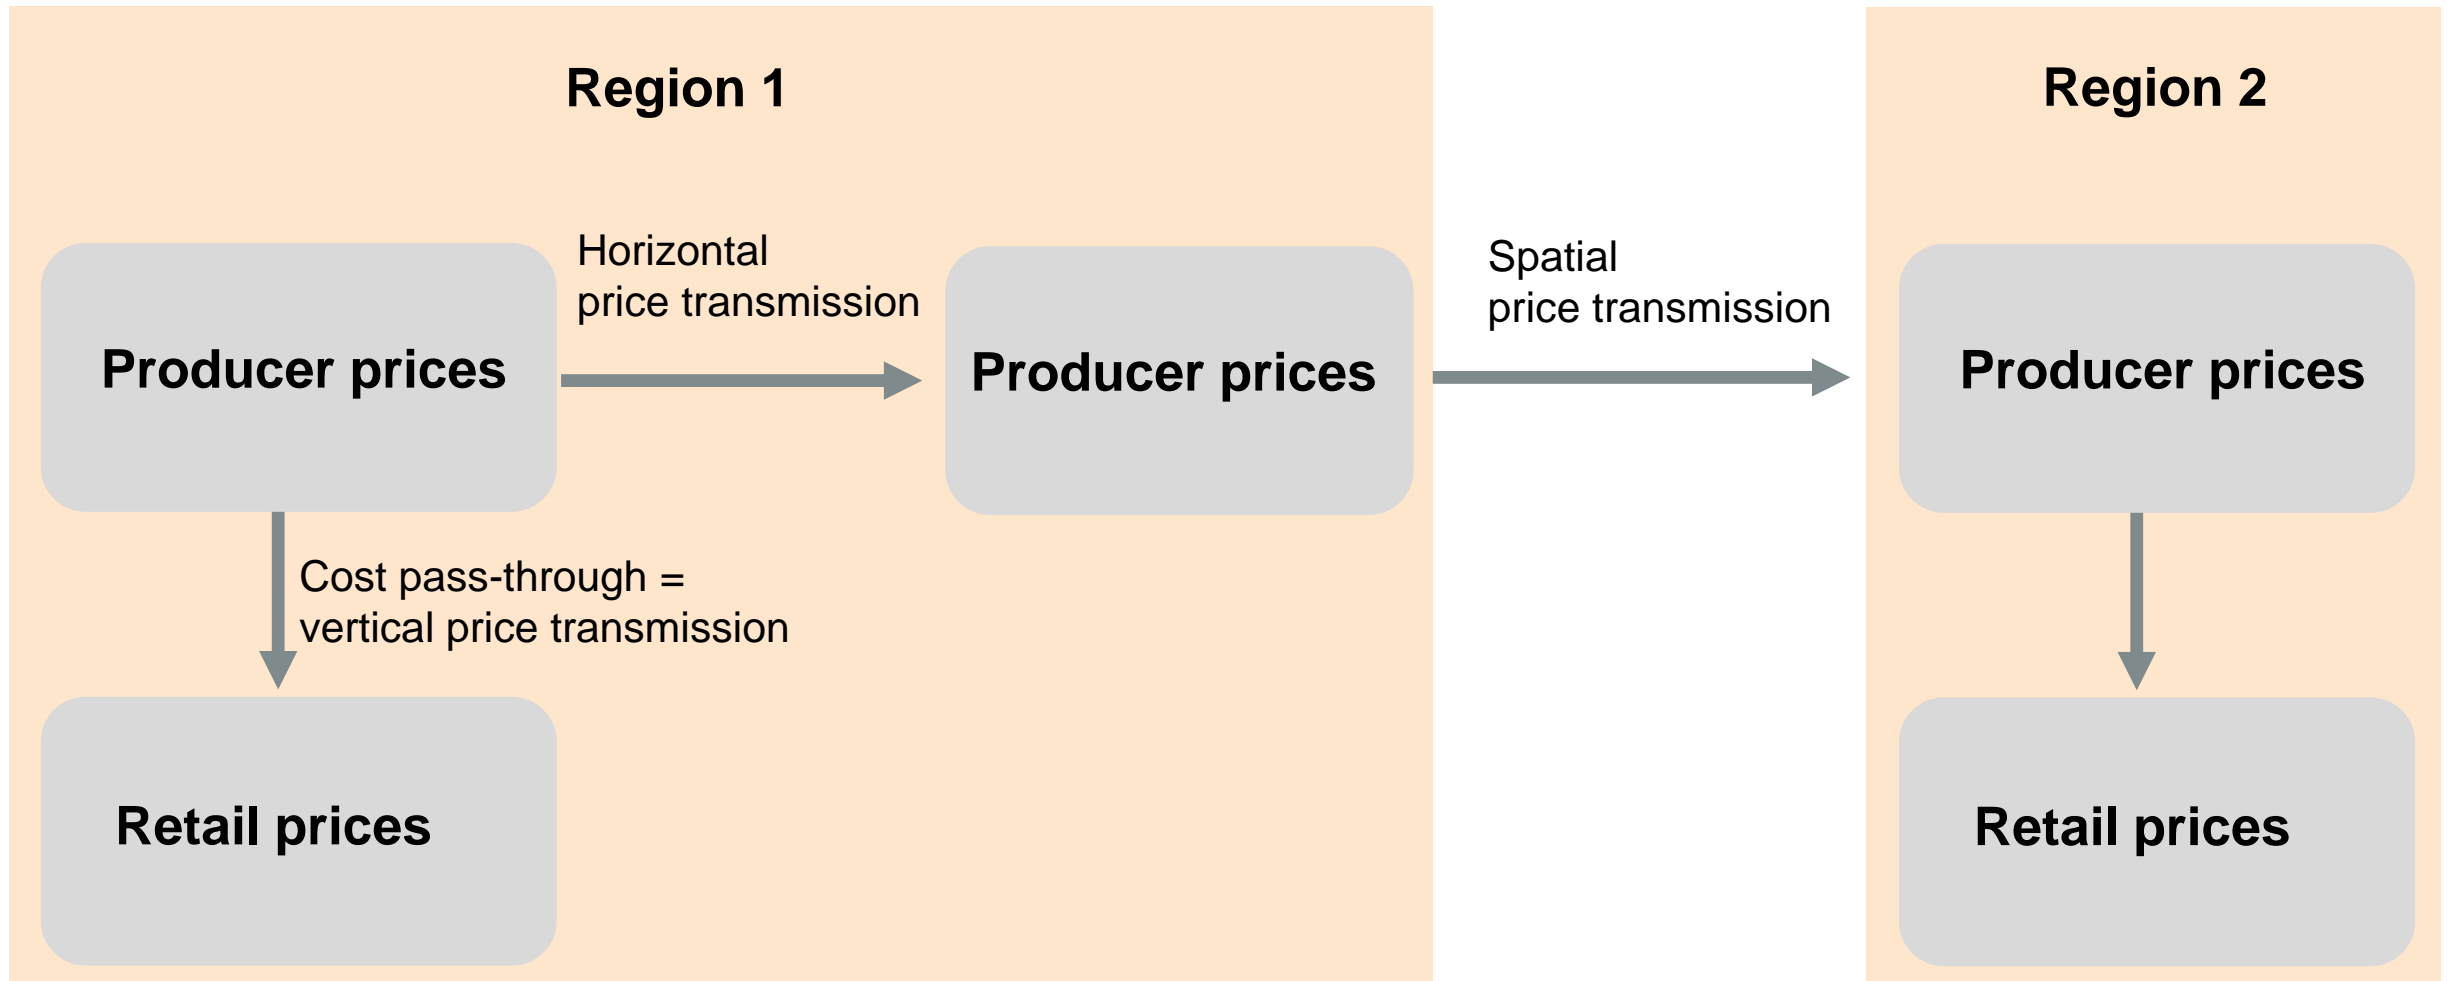 Region 1
Region 2
Horizontal
price transmission
Spatial
price transmission
Producer prices
Producer prices
Producer prices
Cost pass-through =
vertical price transmission
Retail prices
Retail prices